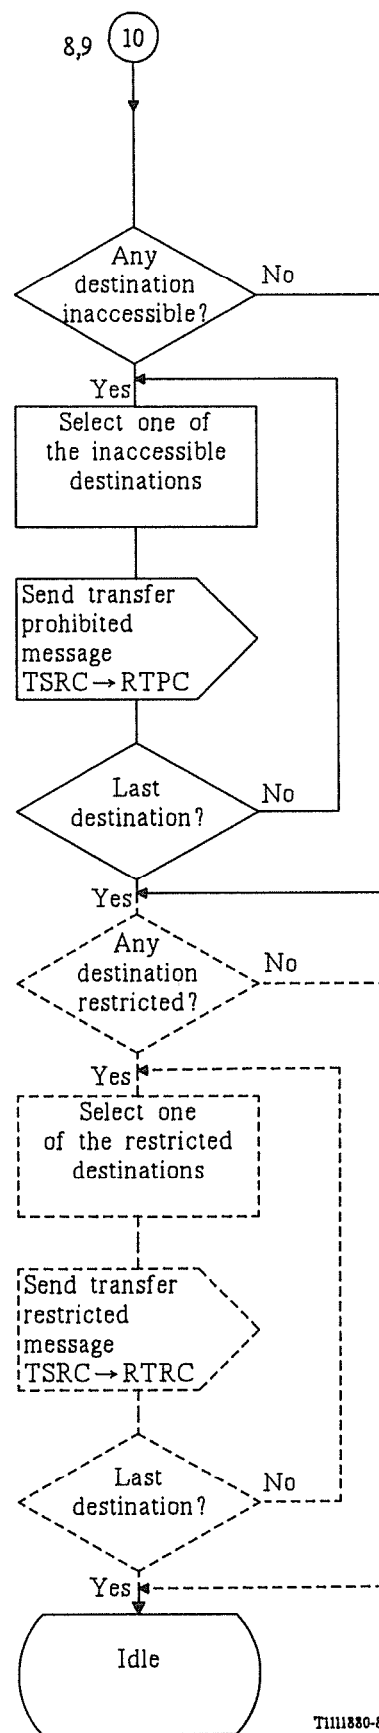 8,9 10
Any
destination
inaccessible?
No
Yes
Select one of
the inaccessible
destinations
Send transfer
prohibited
message
TSRC→RTPC
Last
destination?
No
Yes
Any
destination
restricted?
No
Yes
Select one
of the restricted
destinations
Send transfer
restricted
message
TSRC→RTRC
Last
destination?
No
Yes
Idle